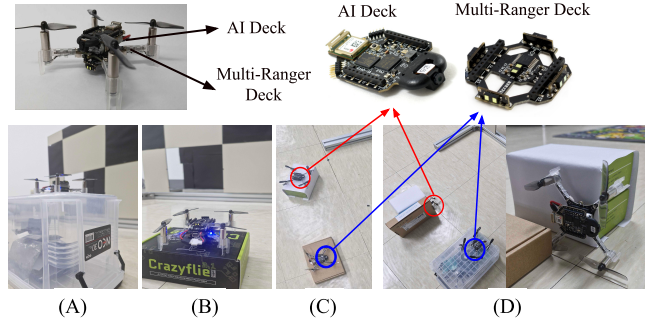 AI Deck
Multi-Ranger
Deck
AI Deck
Multi-Ranger Deck
Crazyflie
(A)
(B)
(C)
(D)